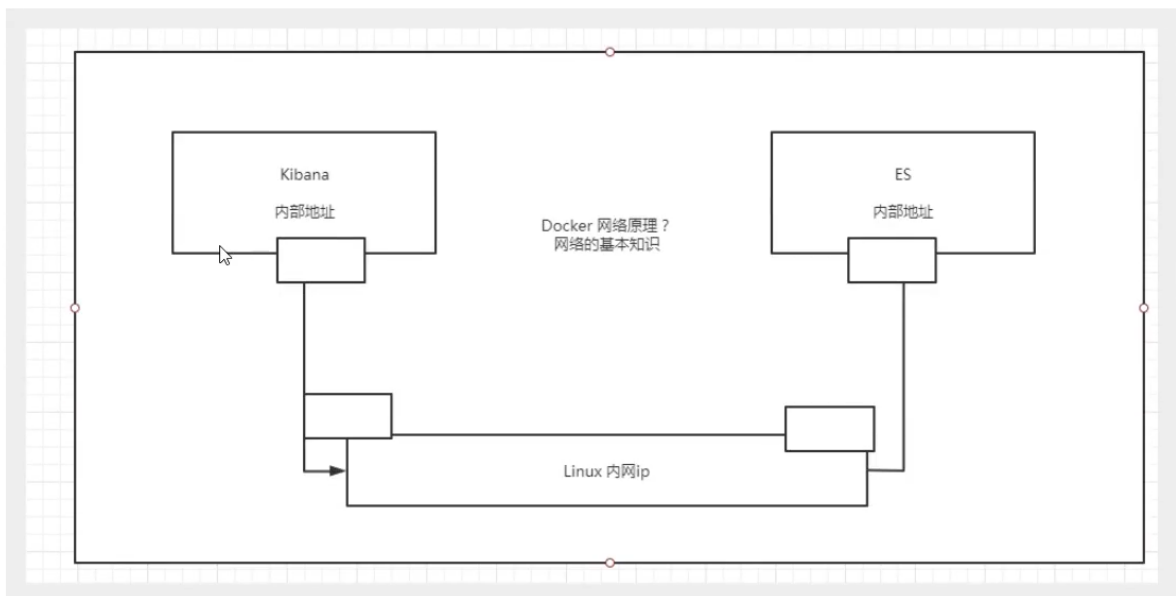 Kibana
内部地址
ES
内部地址
Docker 网络原理？
网络的基本知识
Linux 内网ip